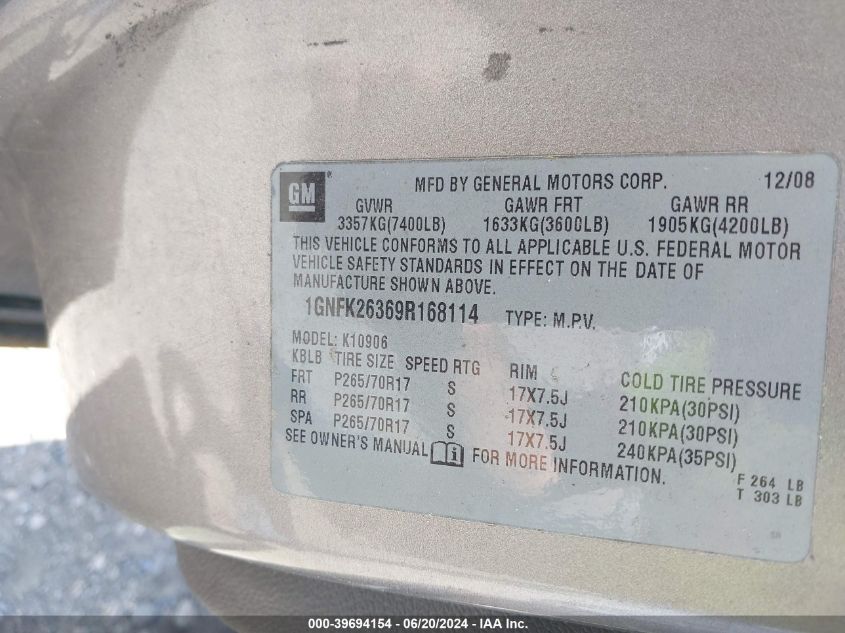 GM
MFD BY GENERAL MOTORS CORP. 12/08
GVWR GAWR FRT GAWR RR
3357KG(7400LB) 1633KG(3600LB) 1905KG(4200LB)
THIS VEHICLE CONFORMS TO ALL APPLICABLE U.S. FEDERAL MOTOR
VEHICLE SAFETY STANDARDS IN EFFECT ON THE DATE OF
MANUFACTURE SHOWN ABOVE.
1GNFK26369R168114 TYPE: M.P.V.
MODEL: K10906
KBLB TIRE SIZE SPEED RTG RIM COLD TIRE PRESSURE
FRT P265/70R17 S 17X7.5J 210KPA(30PSI)
RR P265/70R17 S 17X7.5J 210KPA(30PSI)
SPA P265/70R17 S 17X7.5J 240KPA(35PSI)
SEE OWNER'S MANUAL i FOR MORE INFORMATION.
F 264 LB
T 303 LB
000-39694154 / 06/20/2024 - IAA Inc.